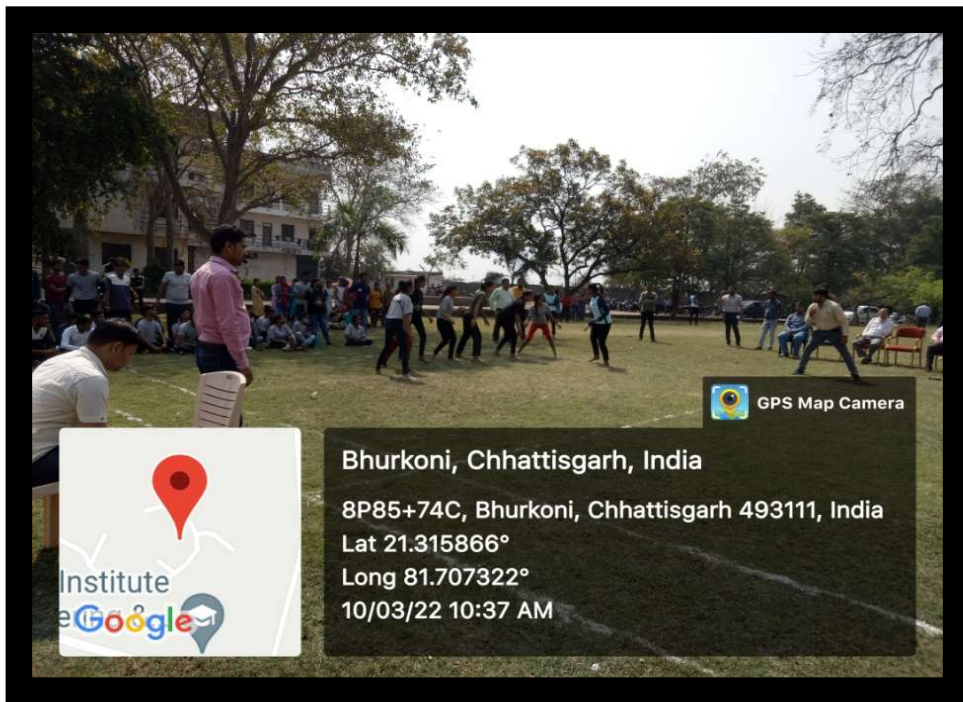 GPS Map Camera
Bhurkoni, Chhattisgarh, India
8P85+74C, Bhurkoni, Chhattisgarh 493111, India
Lat 21.315866°
Long 81.707322°
10/03/22 10:37 AM
Institute
Google